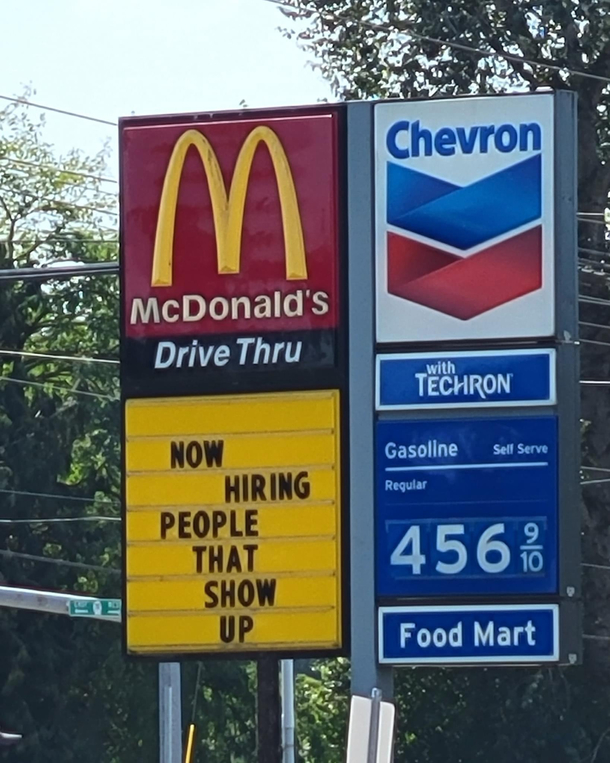 McDonald's
Drive Thru
NOW
HIRING
PEOPLE
THAT
SHOW
UP
Chevron
with
TECHRON
Gasoline Self Serve
Regular
456 9/10
Food Mart